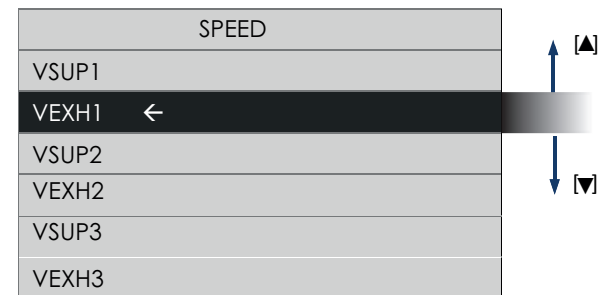 SPEED
[▲]
VSUP1
VEXH1 ←
VSUP2
VEXH2
[▼]
VSUP3
VEXH3